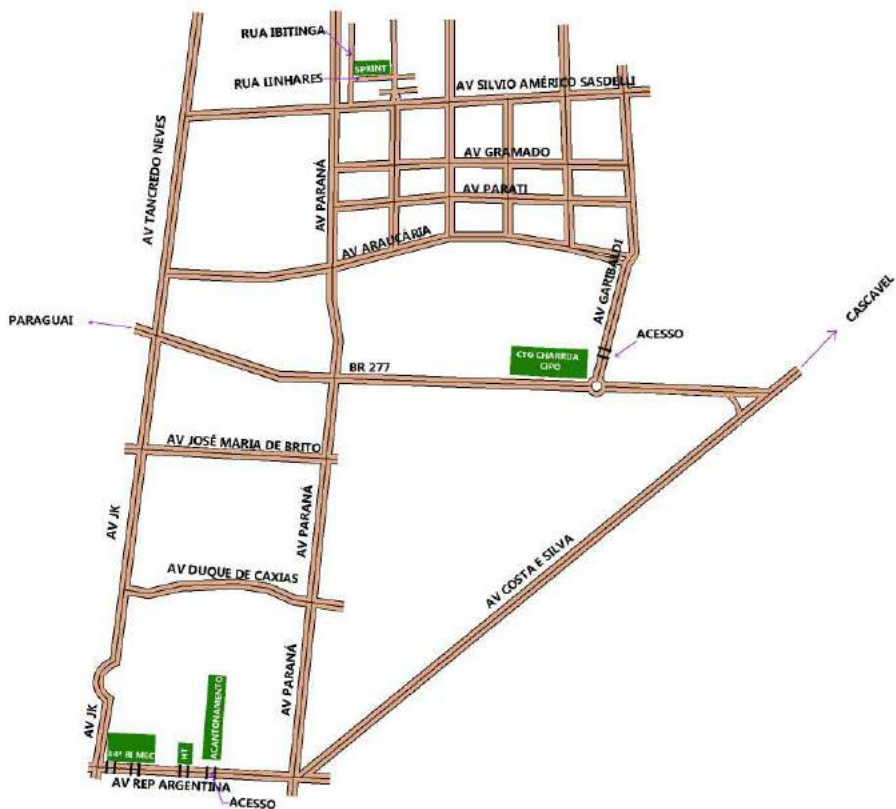 RUA IBITINGA
SPRINT
RUA LINHARES
AV SILVIO AMÉRICO SASDELLI
AV TANCREDO NEVES
AV PARANÁ
AV GRAMADO
AV PARATI
AV ARAUCÁRIA
AV GARIBALDI
CASCAVEL
PARAGUAI
ACESSO
CTG CHARRUA
CIPO
BR 277
AV JOSÉ MARIA DE BRITO
AV JK
AV PARANÁ
AV COSTA E SILVA
AV DUQUE DE CAXIAS
AV PARANÁ
ACANTONAMENTO
AV JK
HT
AV REP ARGENTINA
ACESSO